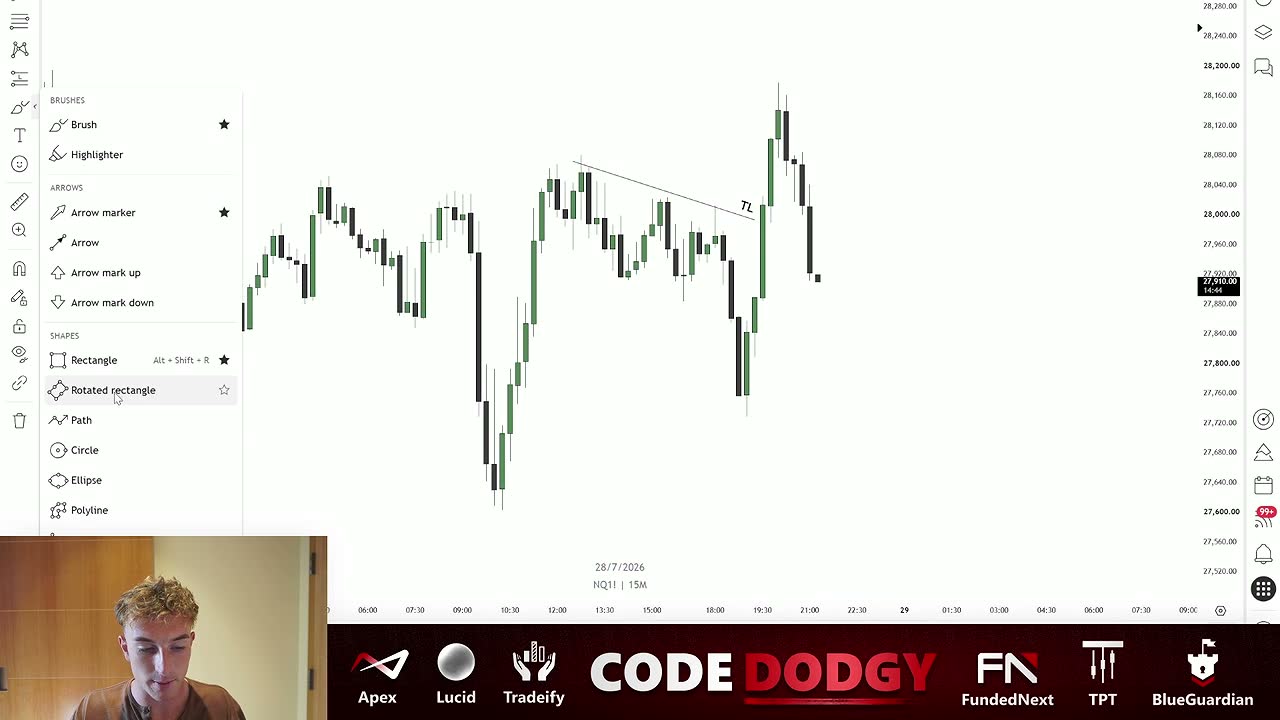 BRUSHES
Brush
Highlighter
ARROWS
Arrow marker
Arrow
Arrow mark up
Arrow mark down
SHAPES
Rectangle Alt + Shift + R
Rotated rectangle
Path
Circle
Ellipse
Polyline
TL
28/7/2026
NQ1! | 15M
28,280.00
28,240.00
28,200.00
28,160.00
28,120.00
28,080.00
28,040.00
28,000.00
27,960.00
27,920.00
27,910.00
14:44
27,880.00
27,840.00
27,800.00
27,760.00
27,720.00
27,680.00
27,640.00
27,600.00
27,560.00
27,520.00
99+
06:00 07:30 09:00 10:30 12:00 13:30 15:00 18:00 19:30 21:00 22:30 29 01:30 03:00 04:30 06:00 07:30 09:0
Apex
Lucid
Tradeify
CODE DODGY
FN
FundedNext
TPT
BlueGuardian